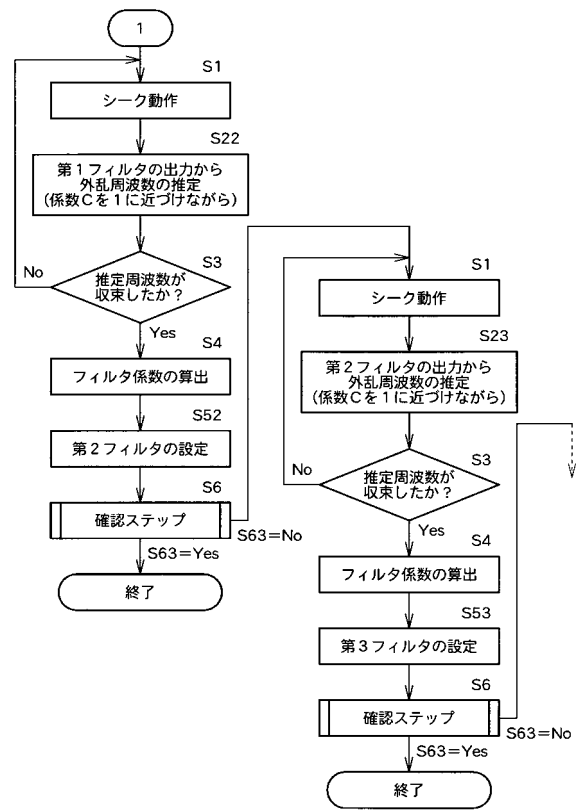 1
S1
シーク動作
S22
第1フィルタの出力から
外乱周波数の推定
(係数Cを1に近づけながら)
S3
No
推定周波数が
収束したか？
Yes
S4
フィルタ係数の算出
S52
第2フィルタの設定
S6
確認ステップ
S63=No
S63=Yes
終了
S1
シーク動作
S23
第2フィルタの出力から
外乱周波数の推定
(係数Cを1に近づけながら)
S3
No
推定周波数が
収束したか？
Yes
S4
フィルタ係数の算出
S53
第3フィルタの設定
S6
確認ステップ
S63=No
S63=Yes
終了